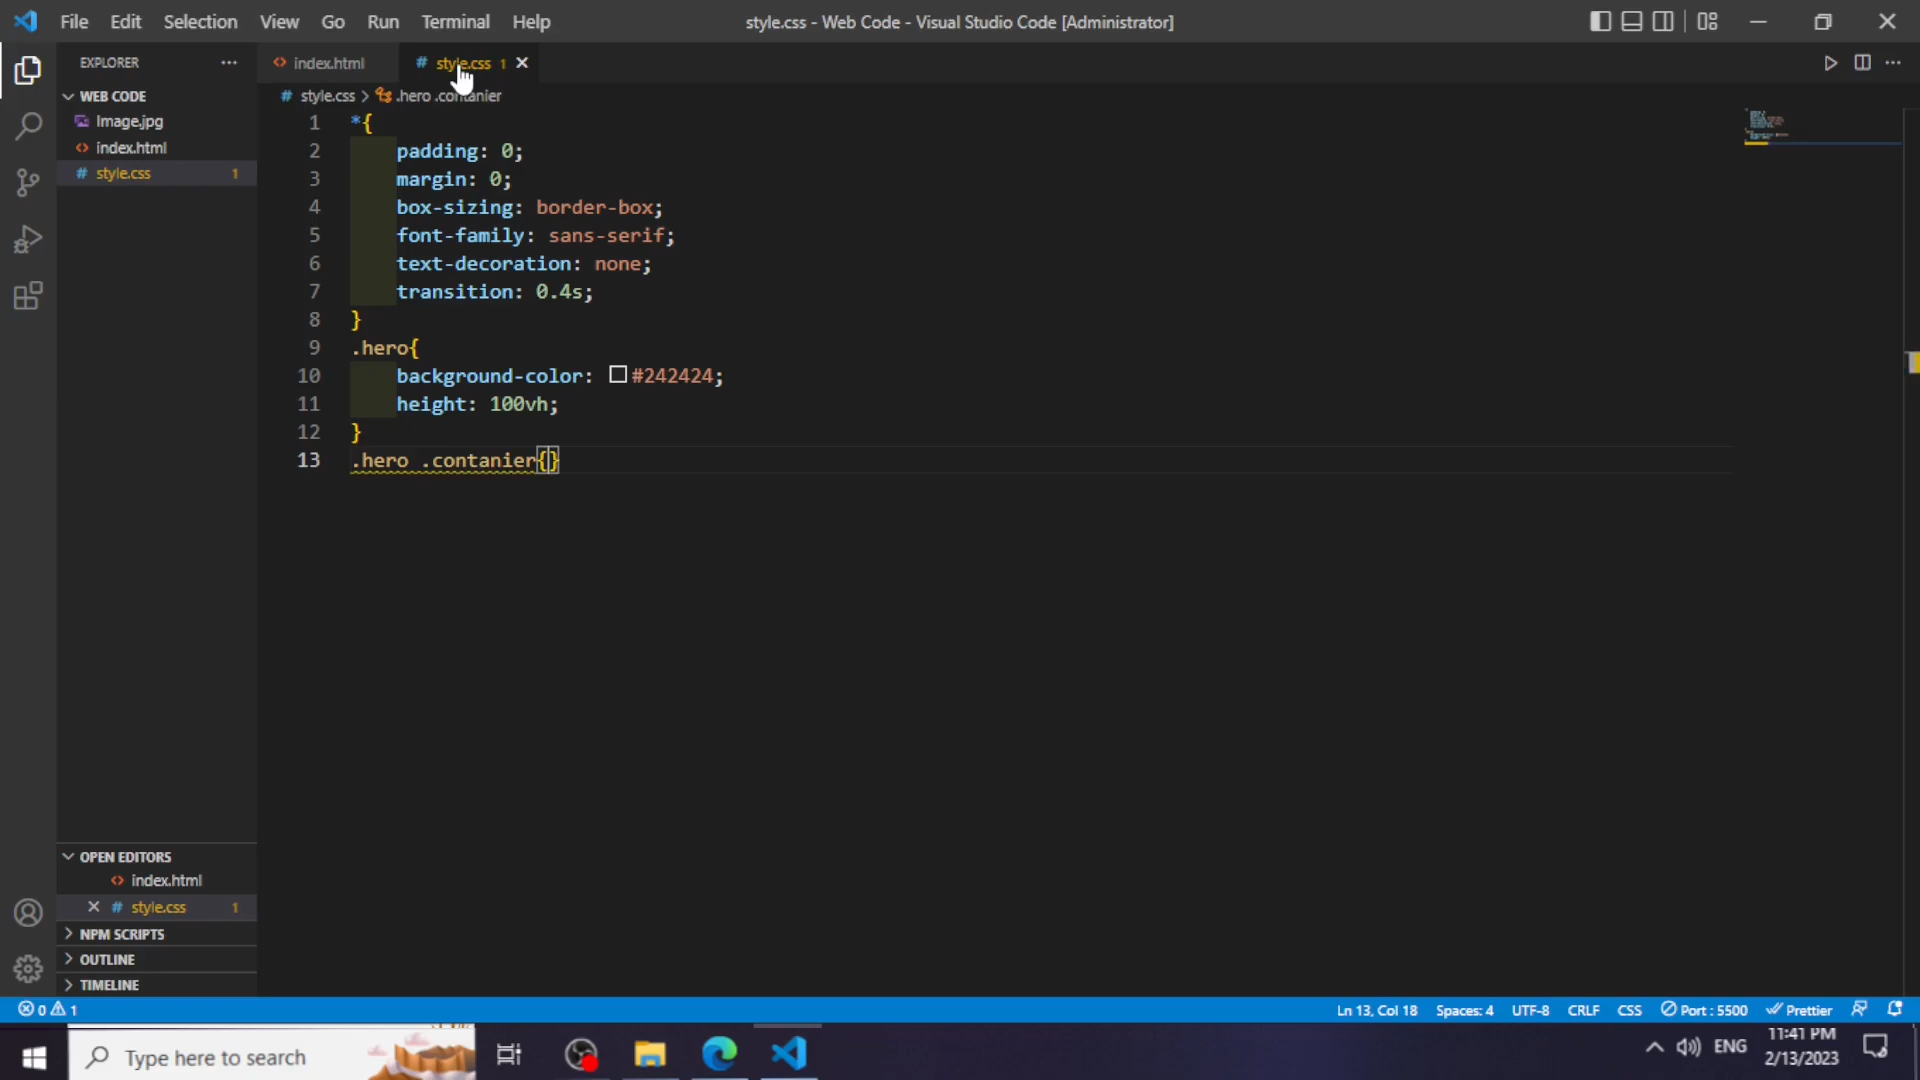 File Edit Selection View Go Run Terminal Help
style.css - Web Code - Visual Studio Code [Administrator]
EXPLORER
index.html
# style.css 1
WEB CODE
Image.jpg
index.html
# style.css 1
# style.css > .hero .contanier
1 *{
2 padding: 0;
3 margin: 0;
4 box-sizing: border-box;
5 font-family: sans-serif;
6 text-decoration: none;
7 transition: 0.4s;
8 }
9 .hero{
10 background-color: #242424;
11 height: 100vh;
12 }
13 .hero .contanier{}
OPEN EDITORS
index.html
# style.css 1
NPM SCRIPTS
OUTLINE
TIMELINE
0 1
Ln 13, Col 18 Spaces: 4 UTF-8 CRLF CSS Port : 5500 Prettier
Type here to search
ENG
11:41 PM
2/13/2023